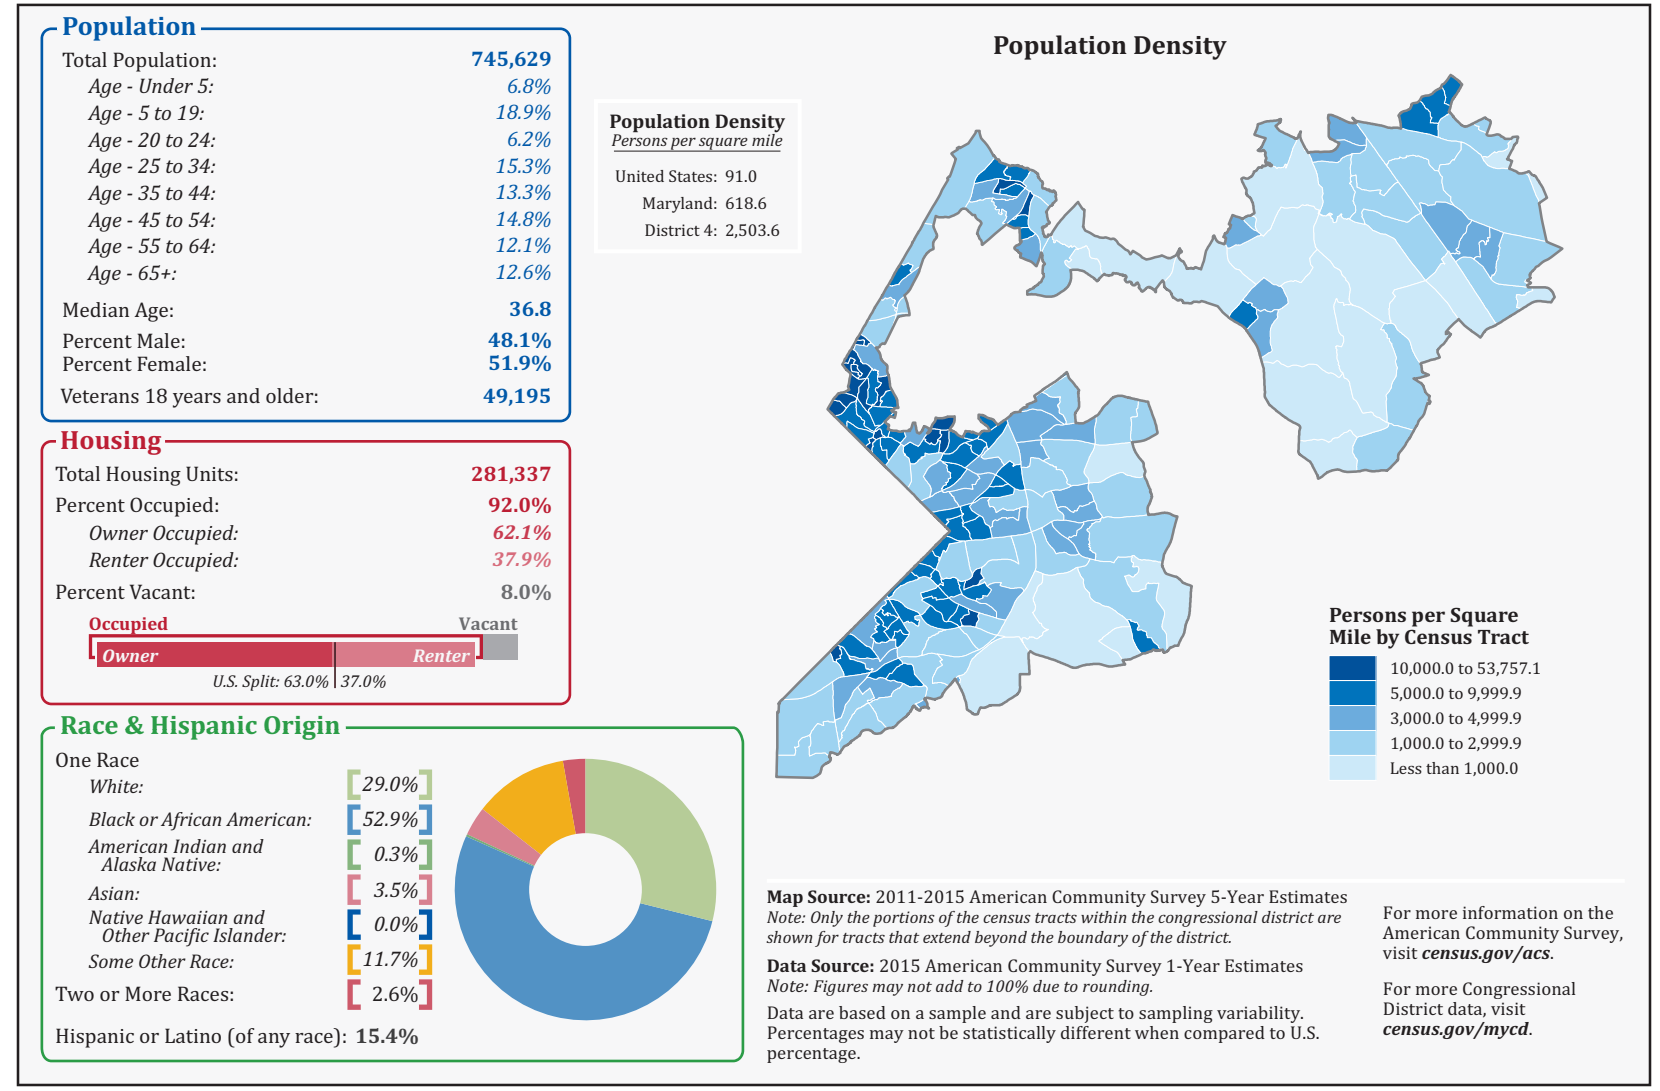 Population
Total Population: 745,629
Age - Under 5: 6.8%
Age - 5 to 19: 18.9%
Age - 20 to 24: 6.2%
Age - 25 to 34: 15.3%
Age - 35 to 44: 13.3%
Age - 45 to 54: 14.8%
Age - 55 to 64: 12.1%
Age - 65+: 12.6%
Median Age: 36.8
Percent Male: 48.1%
Percent Female: 51.9%
Veterans 18 years and older: 49,195
Housing
Total Housing Units: 281,337
Percent Occupied: 92.0%
Owner Occupied: 62.1%
Renter Occupied: 37.9%
Percent Vacant: 8.0%
Occupied Vacant
Owner Renter
U.S. Split: 63.0% 37.0%
Race & Hispanic Origin
One Race
White: 29.0%
Black or African American: 52.9%
American Indian and
Alaska Native: 0.3%
Asian: 3.5%
Native Hawaiian and
Other Pacific Islander: 0.0%
Some Other Race: 11.7%
Two or More Races: 2.6%
Hispanic or Latino (of any race): 15.4%
Population Density
Population Density
Persons per square mile
United States: 91.0
Maryland: 618.6
District 4: 2,503.6
Persons per Square
Mile by Census Tract
10,000.0 to 53,757.1
5,000.0 to 9,999.9
3,000.0 to 4,999.9
1,000.0 to 2,999.9
Less than 1,000.0
Map Source: 2011-2015 American Community Survey 5-Year Estimates
Note: Only the portions of the census tracts within the congressional district are
shown for tracts that extend beyond the boundary of the district.
Data Source: 2015 American Community Survey 1-Year Estimates
Note: Figures may not add to 100% due to rounding.
Data are based on a sample and are subject to sampling variability.
Percentages may not be statistically different when compared to U.S.
percentage.
For more information on the
American Community Survey,
visit census.gov/acs.
For more Congressional
District data, visit
census.gov/mycd.